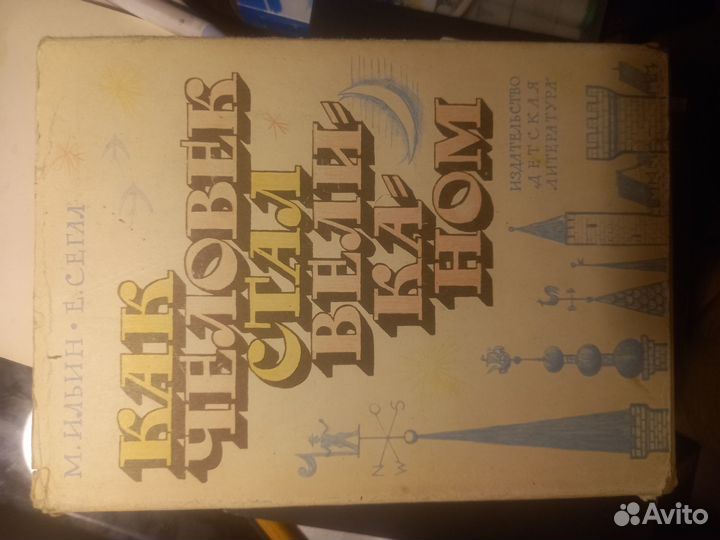 М. ИЛЬИН • Е. СЕГАЛ
КАК
ЧЕЛОВЕК
СТАЛ
ВЕЛИ=
КА=
НОМ
ИЗДАТЕЛЬСТВО
„ДЕТСКАЯ
ЛИТЕРАТУРА"
N
O
S
W
Avito